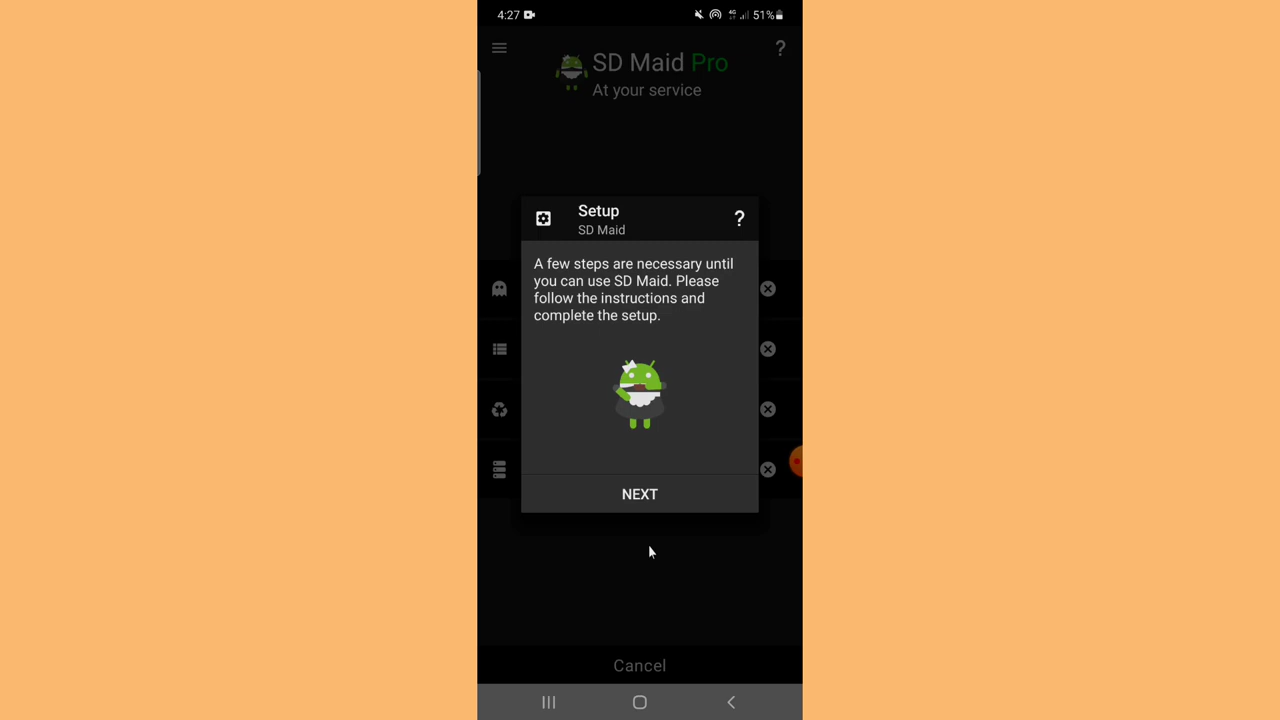 4:27
4G 51%
SD Maid Pro
?
At your service
Setup
?
SD Maid
A few steps are necessary until
you can use SD Maid. Please
follow the instructions and
complete the setup.
NEXT
Cancel